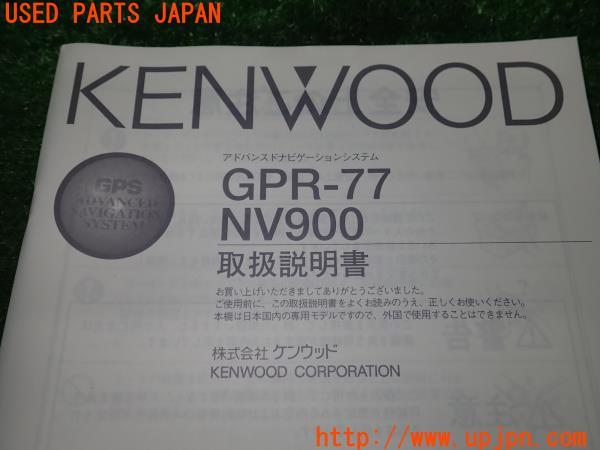 USED PARTS JAPAN
KENWOOD
アドバンスドナビゲーションシステム
GPS
ADVANCED
NAVIGATION
SYSTEM
GPR-77
NV900
取扱説明書
お買い上げいただきましてありがとうございました。
ご使用前に、この取扱説明書をよくお読みのうえ、正しくお使いください。
本機は日本国内の専用モデルですので、外国で使用することはできません。
株式会社 ケンウッド
KENWOOD CORPORATION
http://www.upjpn.com